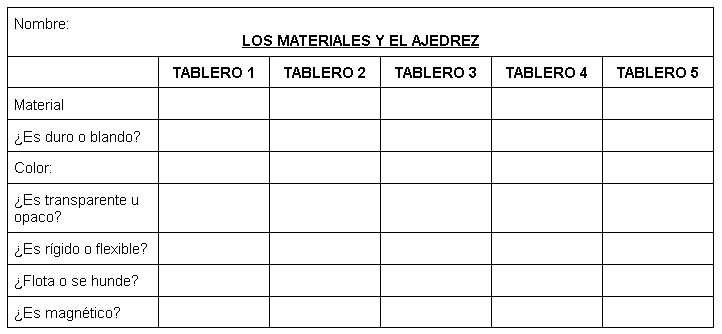 Nombre:
LOS MATERIALES Y EL AJEDREZ
TABLERO 1 TABLERO 2 TABLERO 3 TABLERO 4 TABLERO 5
Material
¿Es duro o blando?
Color:
¿Es transparente u
opaco?
¿Es rígido o flexible?
¿Flota o se hunde?
¿Es magnético?